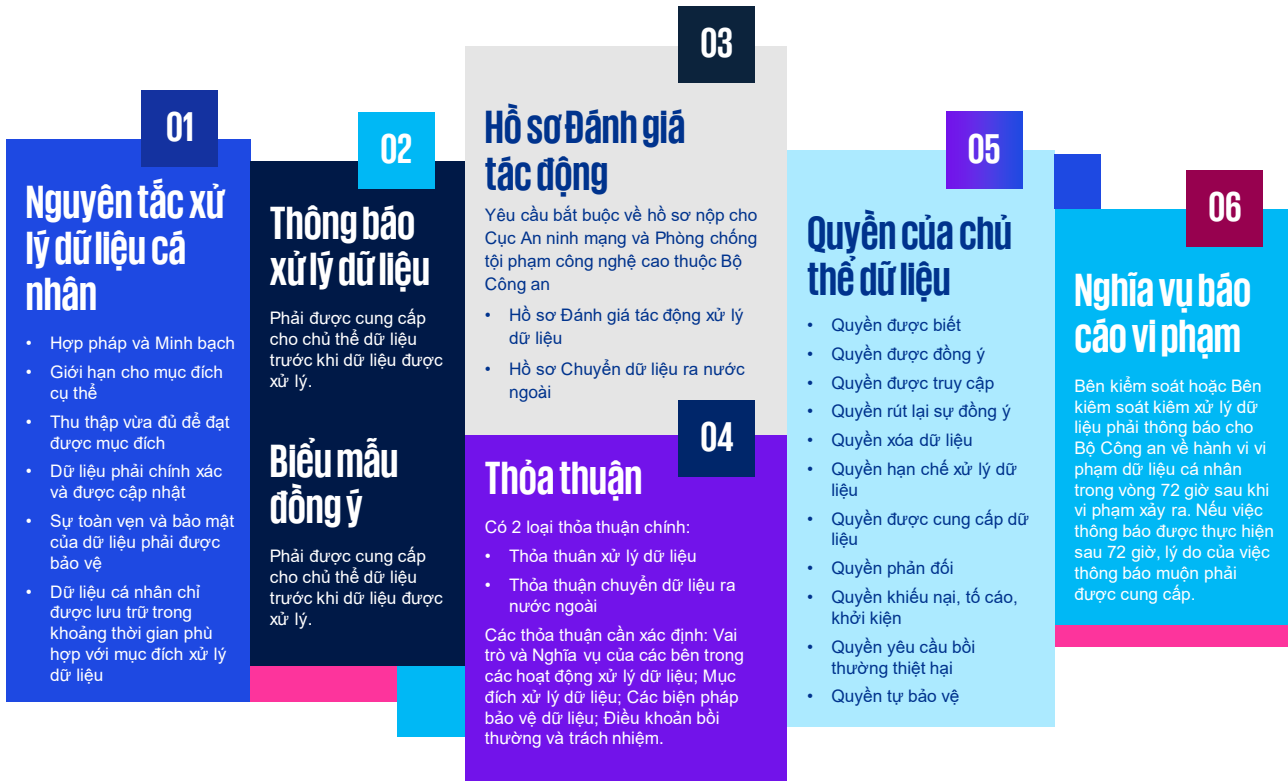 01
Nguyên tắc xử
lý dữ liệu cá
nhân
• Hợp pháp và Minh bạch
• Giới hạn cho mục đích
cụ thể
• Thu thập vừa đủ để đạt
được mục đích
• Dữ liệu phải chính xác
và được cập nhật
• Sự toàn vẹn và bảo mật
của dữ liệu phải được
bảo vệ
• Dữ liệu cá nhân chỉ
được lưu trữ trong
khoảng thời gian phù
hợp với mục đích xử lý
dữ liệu
02
Thông báo
xử lý dữ liệu
Phải được cung cấp
cho chủ thể dữ liệu
trước khi dữ liệu được
xử lý.
Biểu mẫu
đồng ý
Phải được cung cấp
cho chủ thể dữ liệu
trước khi dữ liệu được
xử lý.
03
Hồ sơ Đánh giá
tác động
Yêu cầu bắt buộc về hồ sơ nộp cho
Cục An ninh mạng và Phòng chống
tội phạm công nghệ cao thuộc Bộ
Công an
• Hồ sơ Đánh giá tác động xử lý
dữ liệu
• Hồ sơ Chuyển dữ liệu ra nước
ngoài
04
Thỏa thuận
Có 2 loại thỏa thuận chính:
• Thỏa thuân xử lý dữ liệu
• Thỏa thuận chuyển dữ liệu ra
nước ngoài
Các thỏa thuận cần xác định: Vai
trò và Nghĩa vụ của các bên trong
các hoạt động xử lý dữ liệu; Mục
đích xử lý dữ liệu; Các biện pháp
bảo vệ dữ liệu; Điều khoản bồi
thường và trách nhiệm.
05
Quyền của chủ
thể dữ liệu
• Quyền được biết
• Quyền được đồng ý
• Quyền được truy cập
• Quyền rút lại sự đồng ý
• Quyền xóa dữ liệu
• Quyền hạn chế xử lý dữ
liệu
• Quyền được cung cấp dữ
liệu
• Quyền phản đối
• Quyền khiếu nại, tố cáo,
khởi kiện
• Quyền yêu cầu bồi
thường thiệt hại
• Quyền tự bảo vệ
06
Nghĩa vụ báo
cáo vi phạm
Bên kiểm soát hoặc Bên
kiêm soát kiêm xử lý dữ
liệu phải thông báo cho
Bộ Công an về hành vi vi
phạm dữ liệu cá nhân
trong vòng 72 giờ sau khi
vi phạm xảy ra. Nếu việc
thông báo được thực hiện
sau 72 giờ, lý do của việc
thông báo muộn phải
được cung cấp.